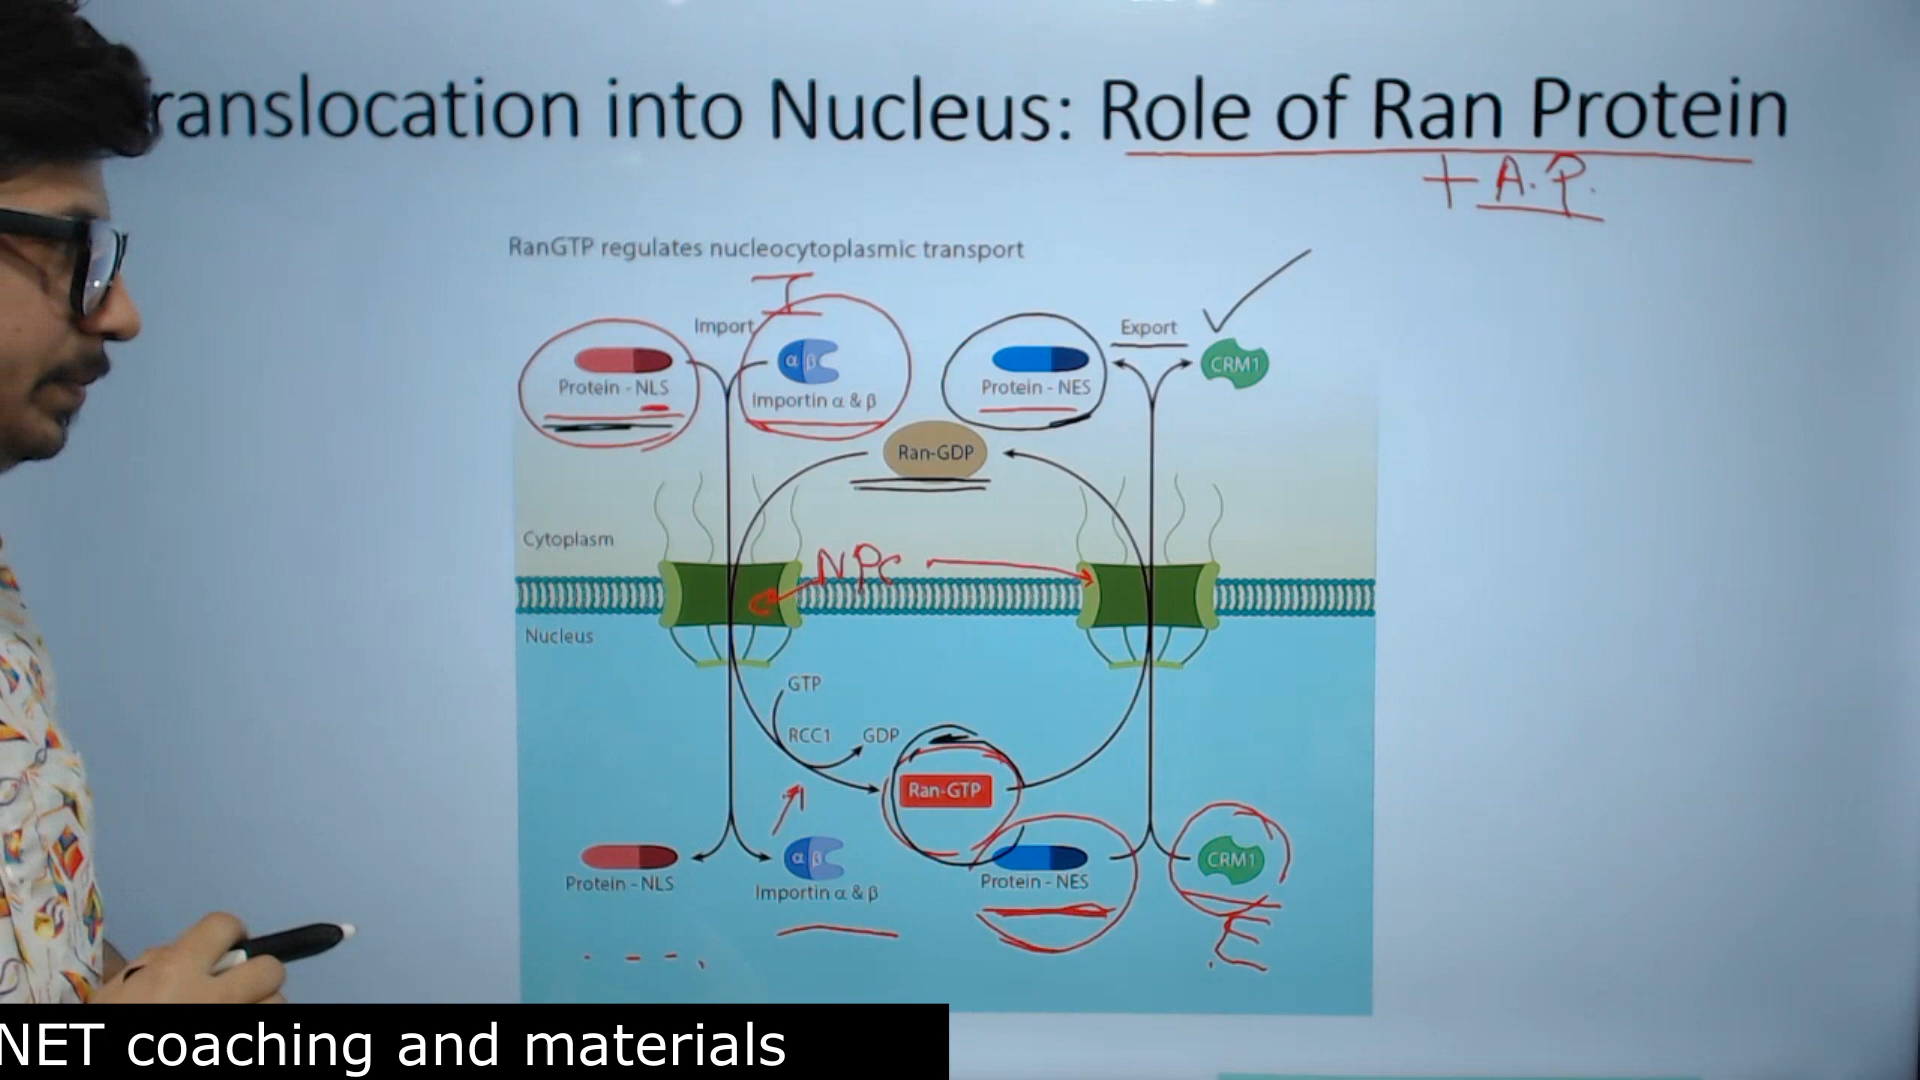 ranslocation into Nucleus: Role of Ran Protein
+ A.P.
RanGTP regulates nucleocytoplasmic transport
I
Import
Export
α β
CRM1
Protein - NLS
Importin α & β
Protein - NES
Ran-GDP
Cytoplasm
NPC
Nucleus
GTP
RCC1
GDP
Ran-GTP
α β
CRM1
Protein - NLS
Importin α & β
Protein - NES
E
NET coaching and materials